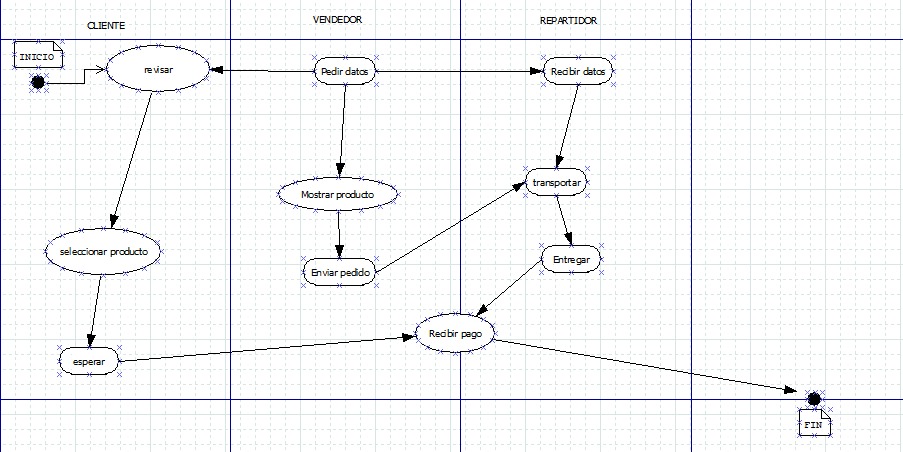 CLIENTE
VENDEDOR
REPARTIDOR
INICIO
revisar
Pedir datos
Recibir datos
Mostrar producto
transportar
seleccionar producto
Enviar pedido
Entregar
Recibir pago
esperar
FIN